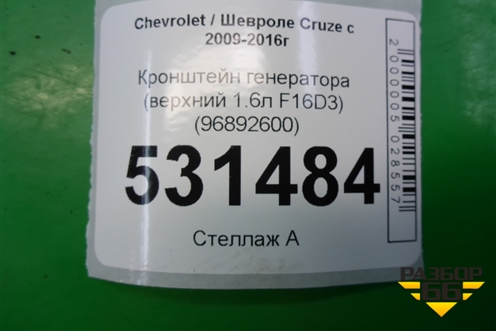 Chevrolet / Шевроле Cruze с
2009-2016г
Кронштейн генератора
(верхний 1.6л F16D3)
(96892600)
531484
Стеллаж А
2000005028557
РАЗБОР
66